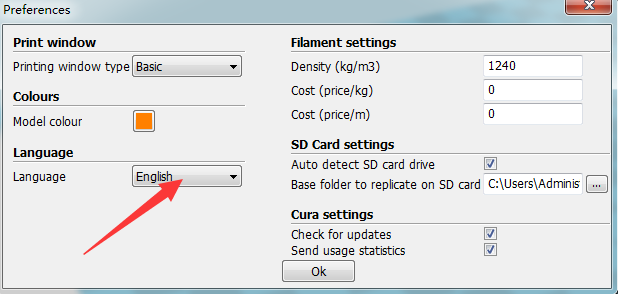 Preferences
Print window
Printing window type Basic
Colours
Model colour
Language
Language English
Filament settings
Density (kg/m3) 1240
Cost (price/kg) 0
Cost (price/m) 0
SD Card settings
Auto detect SD card drive
Base folder to replicate on SD card C:\Users\Adminis ...
Cura settings
Check for updates
Send usage statistics
Ok